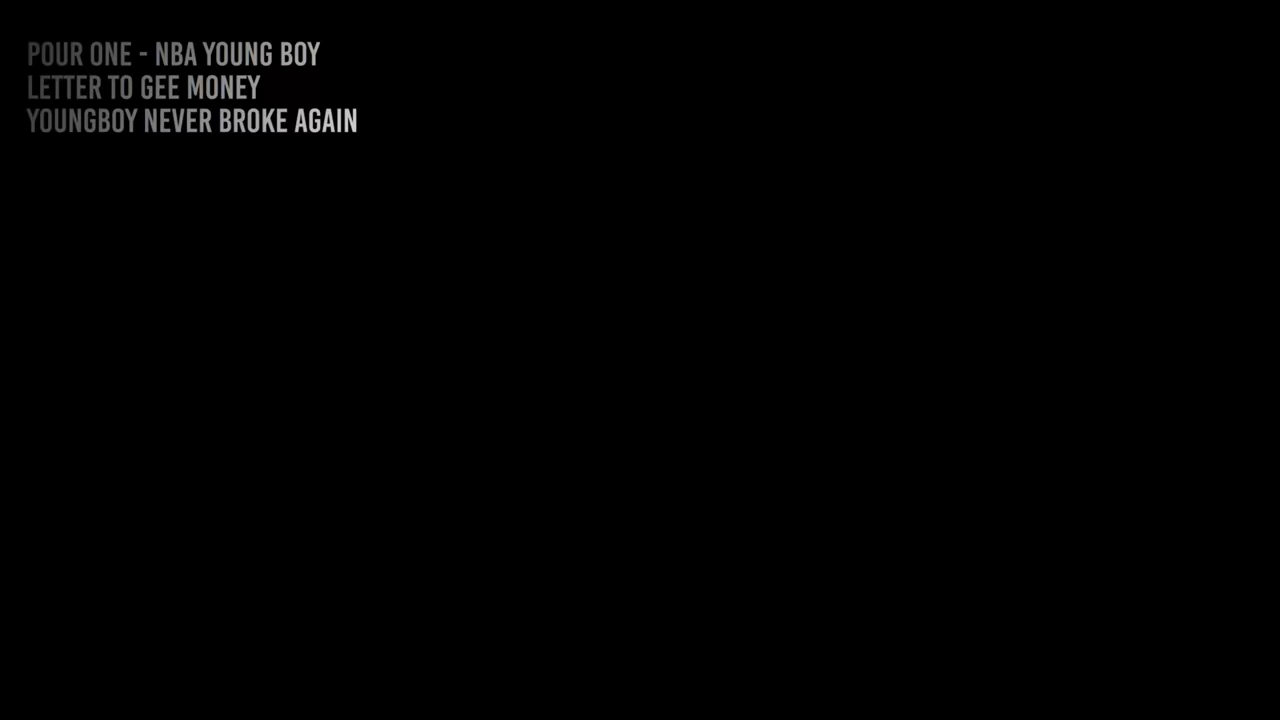 POUR ONE - NBA YOUNG BOY
LETTER TO GEE MONEY
YOUNGBOY NEVER BROKE AGAIN